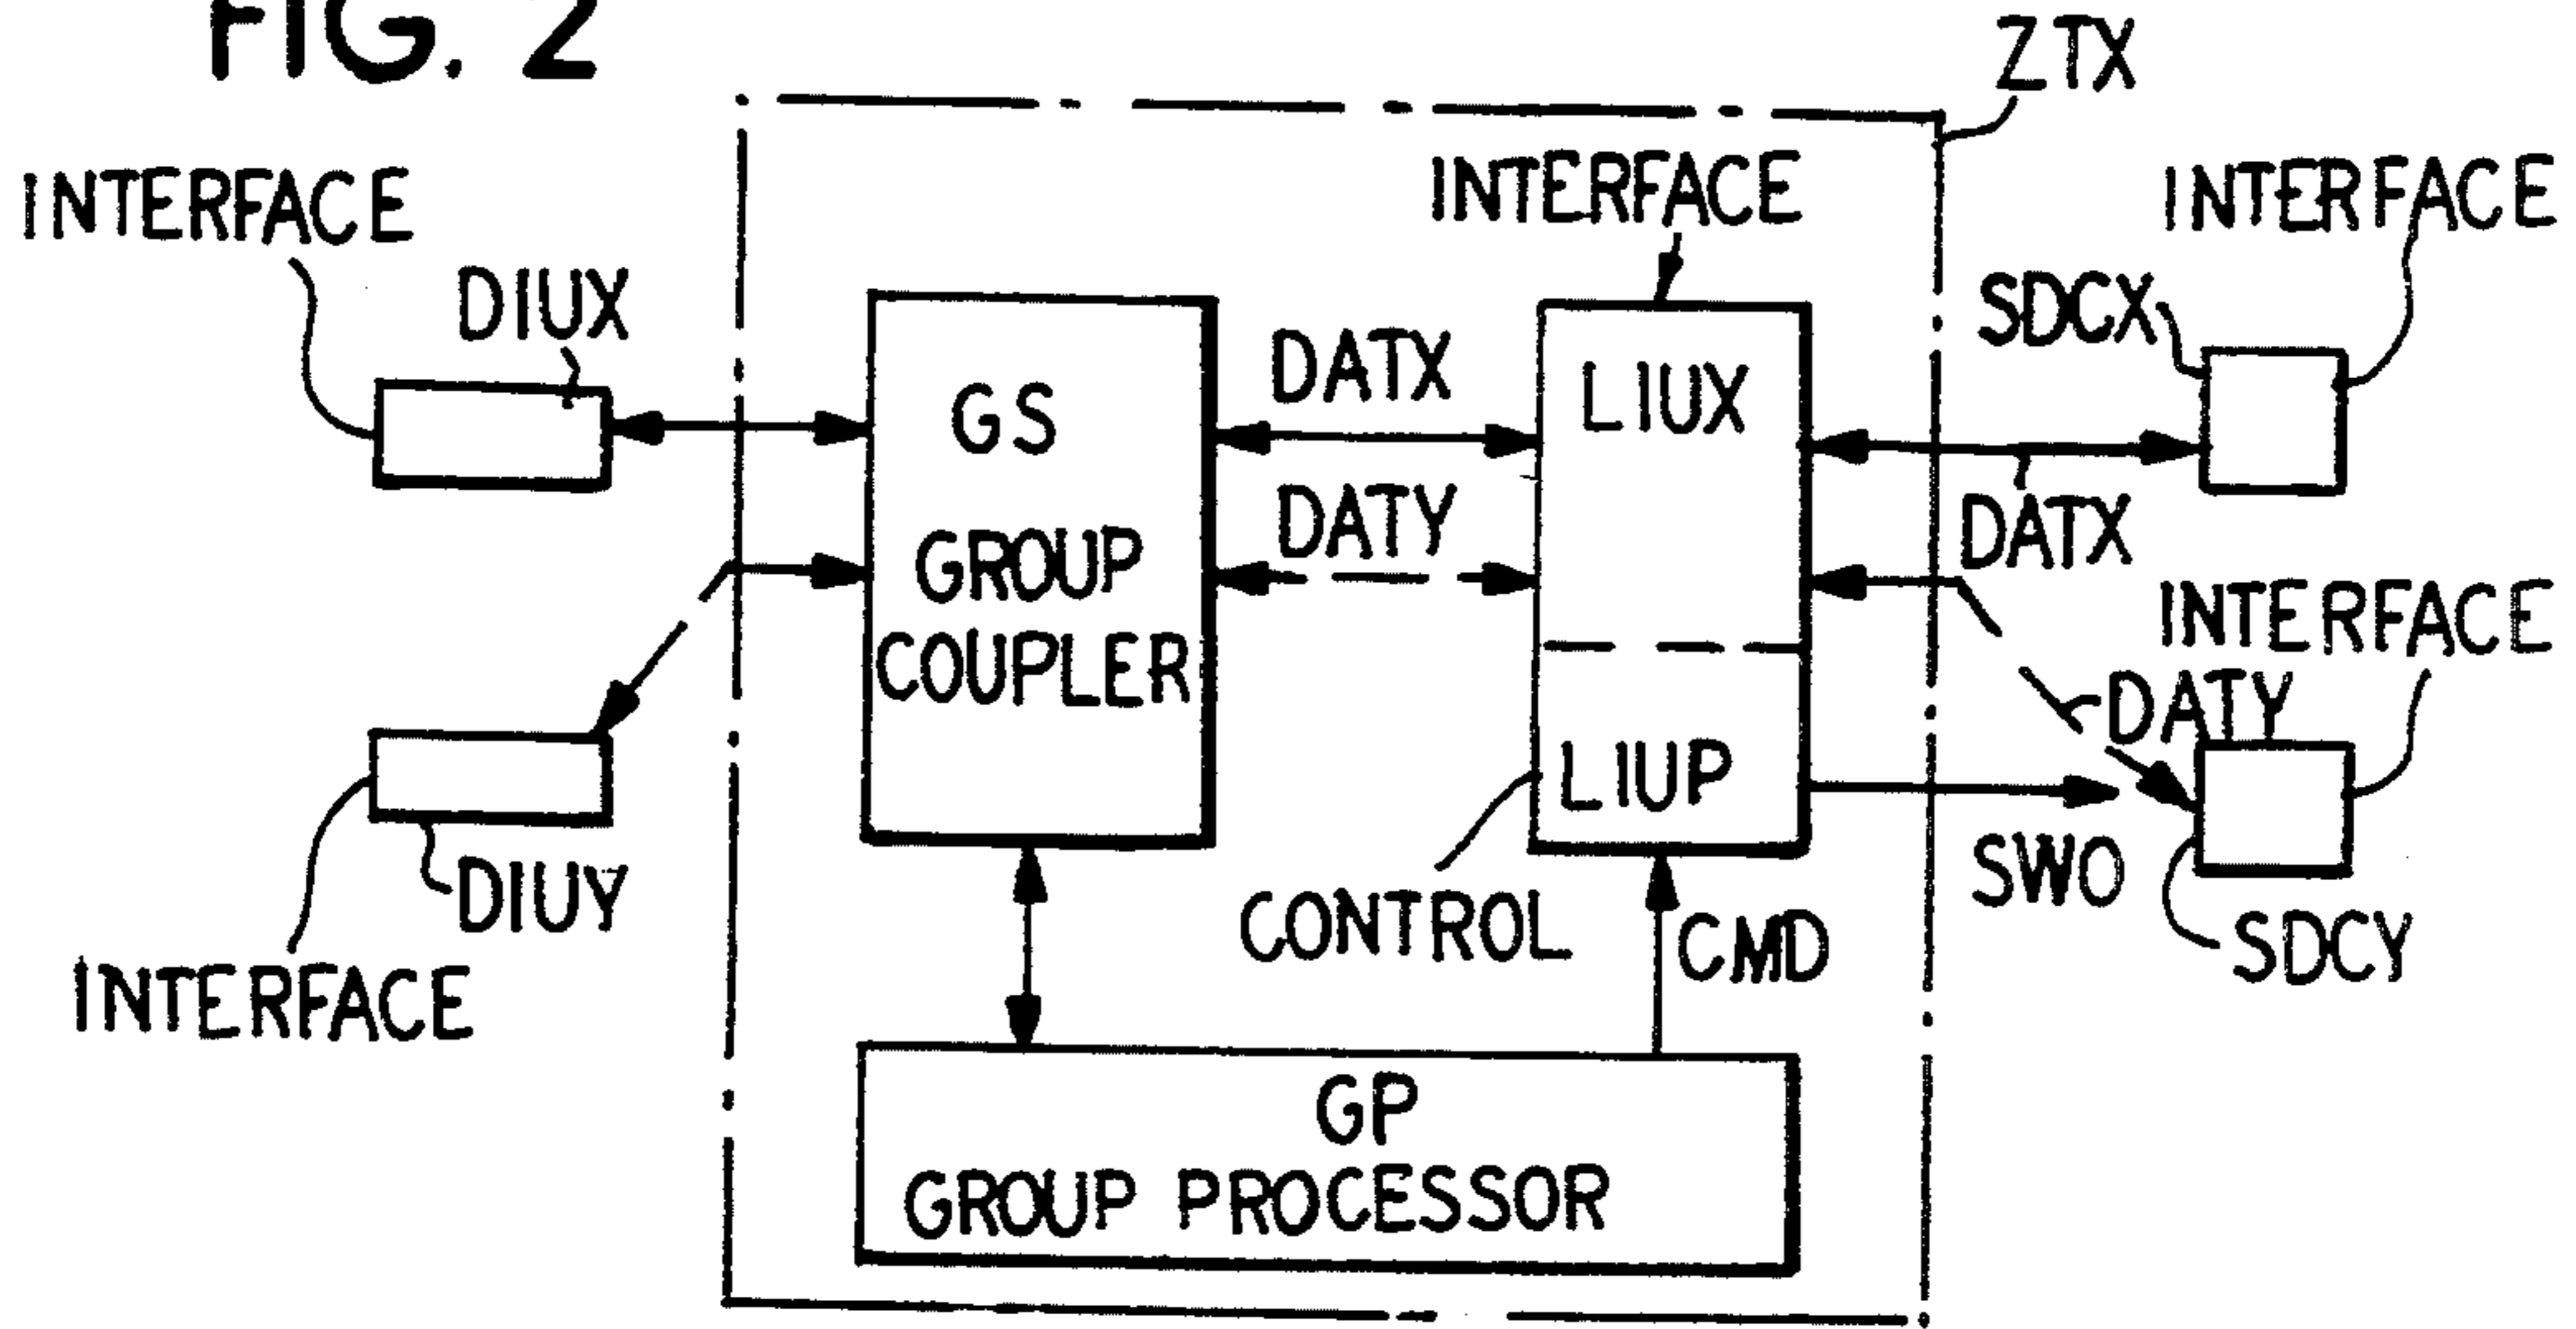 FIG. 2
ZTX
INTERFACE
INTERFACE
INTERFACE
DIUX
SDCX
GS
DATX
LIUX
DATX
GROUP
COUPLER
DATY
INTERFACE
DATY
LIUP
DIUY
CONTROL
CMD
SWO
SDCY
INTERFACE
GP
GROUP PROCESSOR